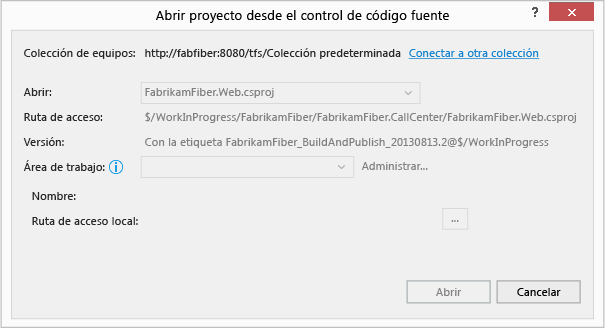 Abrir proyecto desde el control de código fuente ?
Colección de equipos: http://fabfiber:8080/tfs/Colección predeterminada Conectar a otra colección
Abrir: FabrikamFiber.Web.csproj
Ruta de acceso: $/WorkInProgress/FabrikamFiber/FabrikamFiber.CallCenter/FabrikamFiber.Web.csproj
Versión: Con la etiqueta FabrikamFiber_BuildAndPublish_20130813.2@$/WorkInProgress
Área de trabajo: Administrar...
Nombre:
Ruta de acceso local: ...
Abrir Cancelar